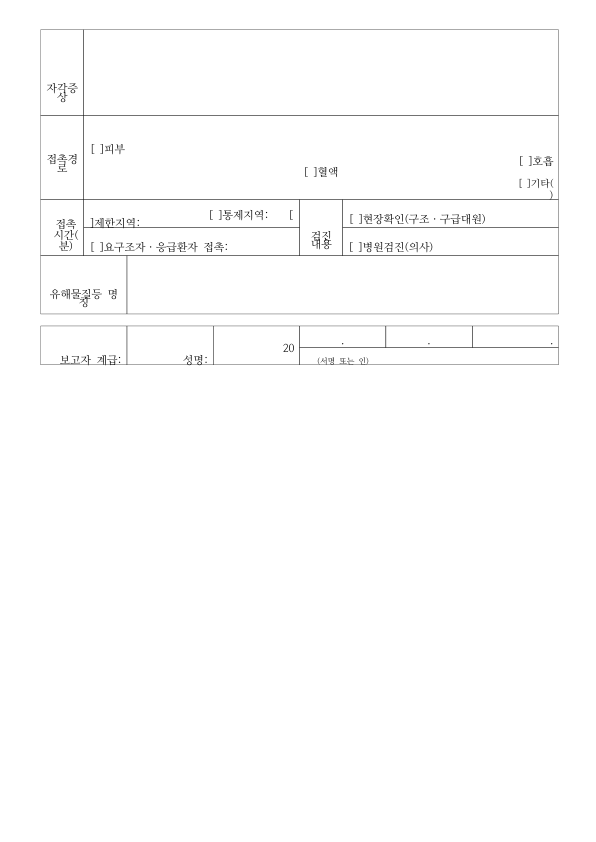 자각증
상
접촉경
로
[ ]피부
[ ]혈액
[ ]호흡
[ ]기타(
)
접촉
시간(
분)
[ ]통제지역: [
]제한지역:
[ ]요구조자ㆍ응급환자 접촉:
검진
내용
[ ]현장확인(구조ㆍ구급대원)
[ ]병원검진(의사)
유해물질등 명
칭
보고자 계급:
성명:
20
.
.
.
(서명 또는 인)